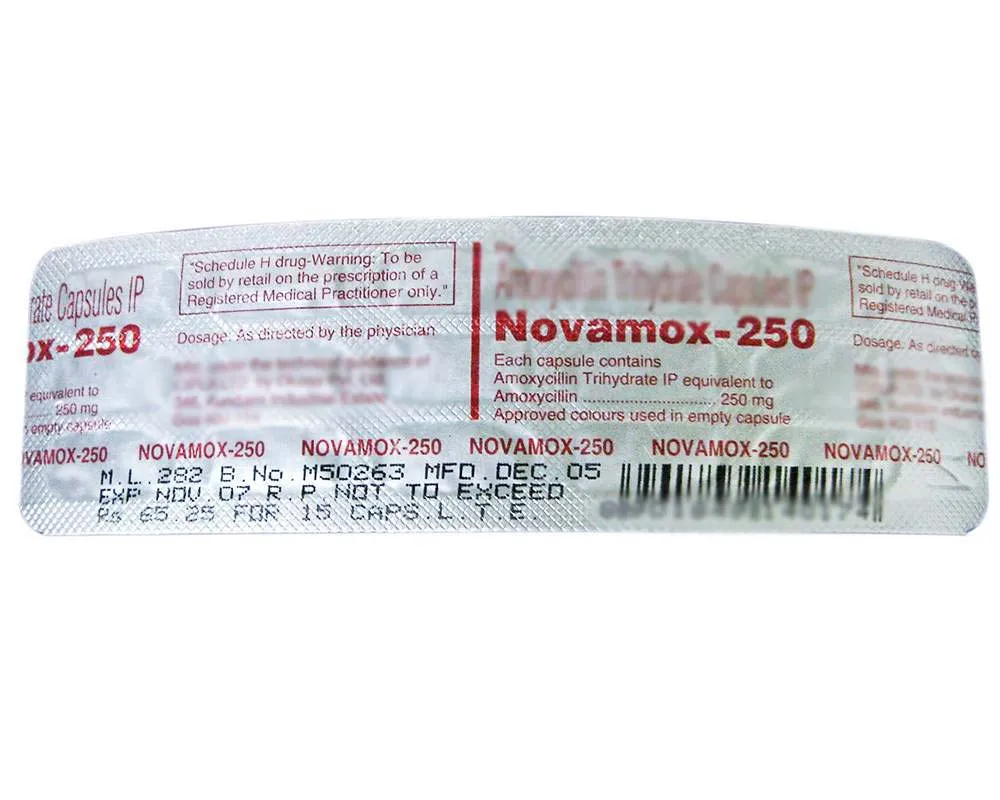 rate Capsules IP
ox-250
equivalent to
250 mg
empty capsule
"Schedule H drug-Warning: To be
sold by retail on the prescription of a
Registered Medical Practitioner only."
Dosage: As directed by the physician
Amoxycillin Trihydrate Capsules IP
Novamox-250
Each capsule contains
Amoxycillin Trihydrate IP equivalent to
Amoxycillin ........................ 250 mg
Approved colours used in empty capsule
"Schedule H drug
sold by retail on the
Registered Medical
Dosage: As directed
VAMOX-250 NOVAMOX-250 NOVAMOX-250 NOVAMOX-250 NOVAMOX-250 NOVAMOX-250 NO
M.L.282 B.No.M50263 MFD.DEC.05
EXP NOV.07 R.P.NOT TO EXCEED
Rs.65.25 FOR 15 CAPS.L.T.E.